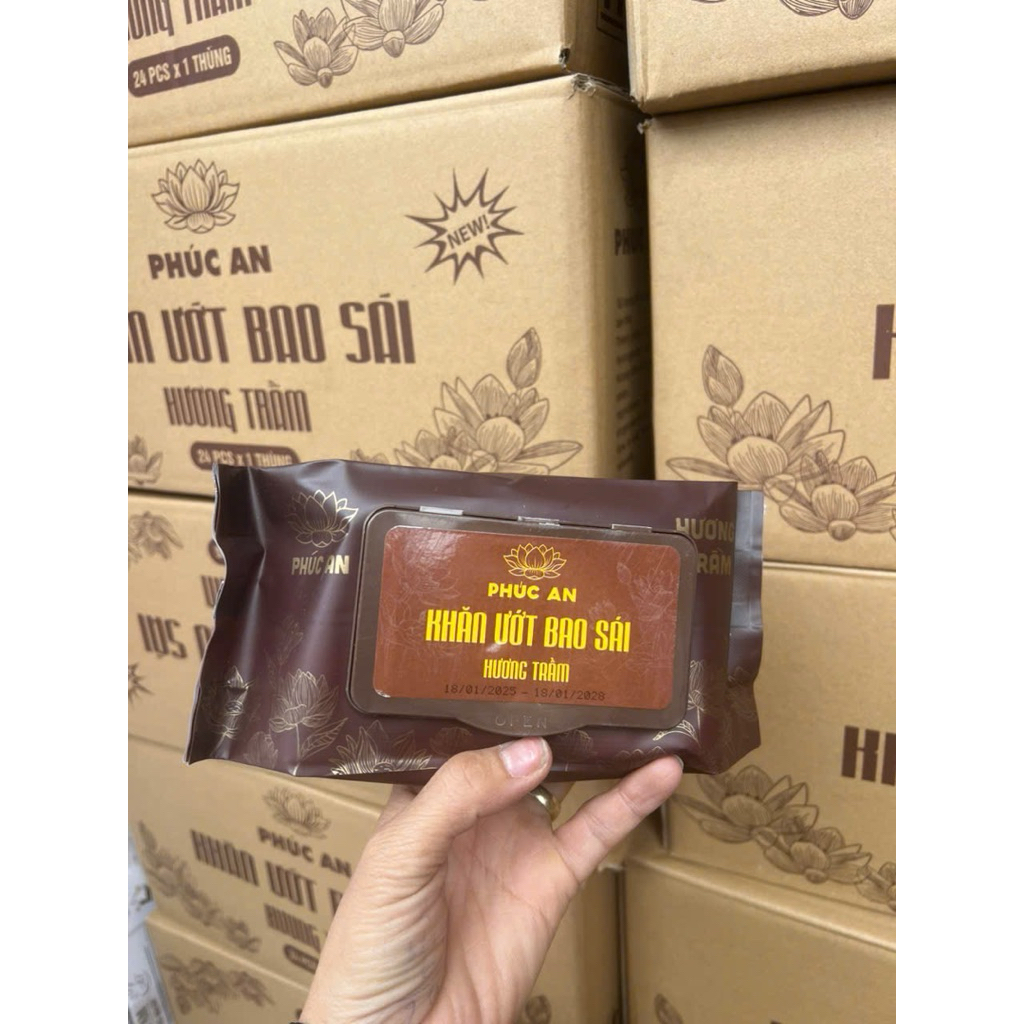 24 PCS x 1 THÙNG
PHÚC AN
NEW!
ƯỚT BAO SÁI
HƯƠNG TRẦM
24 PCS x 1 THÙNG
PHÚC AN
HƯƠNG
TRẦM
PHÚC AN
KHĂN ƯỚT BAO SÁI
HƯƠNG TRẦM
18/01/2025 - 18/01/2028
OPEN
PHÚC AN
KHĂN ƯỚT